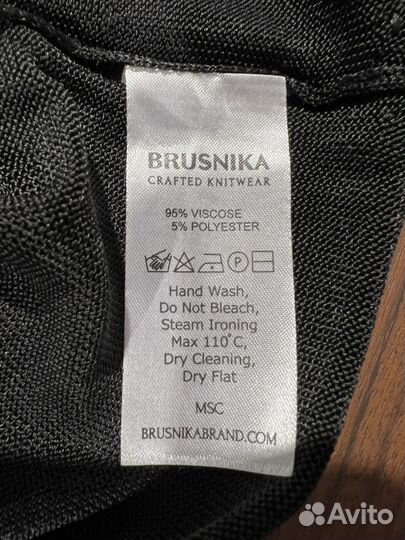 BRUSNIKA
CRAFTED KNITWEAR
95% VISCOSE
5% POLYESTER
P
Hand Wash,
Do Not Bleach,
Steam Ironing
Max 110°C,
Dry Cleaning,
Dry Flat
MSC
BRUSNIKABRAND.COM
Avito